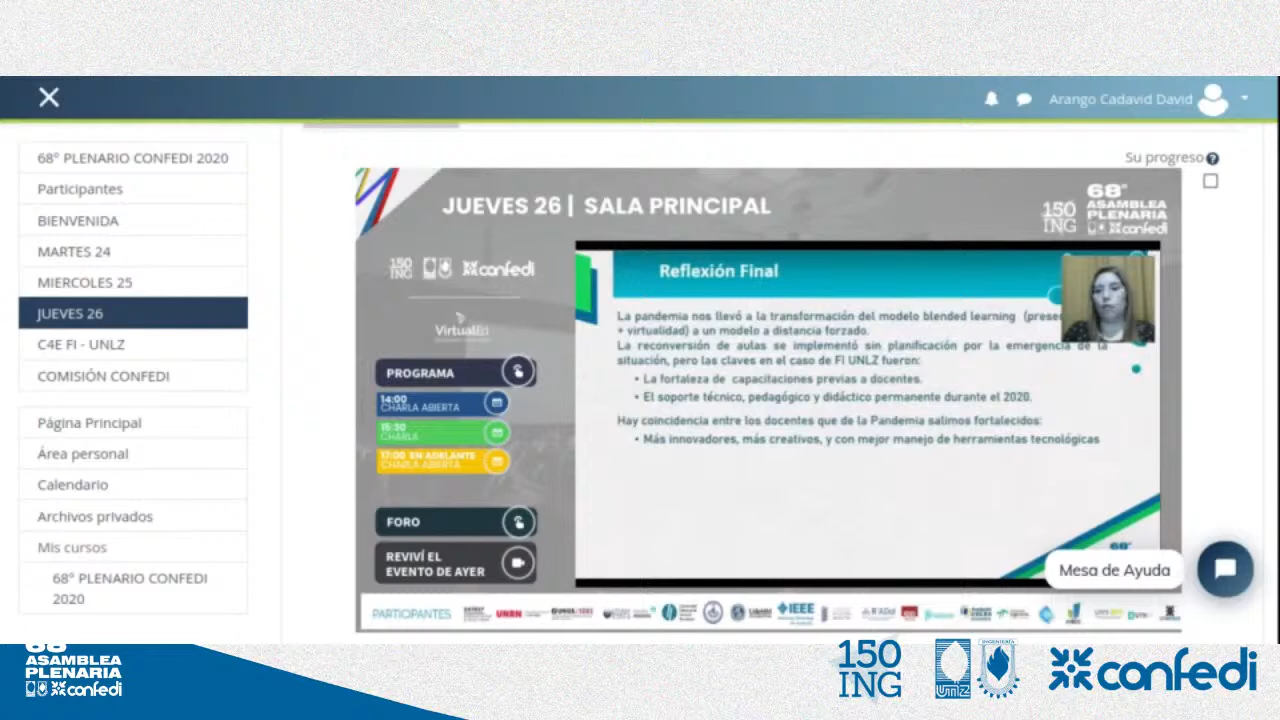 Arango Cadavid David
68° PLENARIO CONFEDI 2020
Participantes
BIENVENIDA
MARTES 24
MIERCOLES 25
JUEVES 26
C4E FI - UNLZ
COMISIÓN CONFEDI
Página Principal
Área personal
Calendario
Archivos privados
Mis cursos
68° PLENARIO CONFEDI
2020
Su progreso
JUEVES 26 | SALA PRINCIPAL
150
ING
68°
ASAMBLEA
PLENARIA
confedi
150
ING
confedi
PROGRAMA
14:00
CHARLA ABIERTA
15:30
CHARLA
17:00 EN ADELANTE
CHARLA ABIERTA
FORO
REVIVÍ EL
EVENTO DE AYER
Reflexión Final
La pandemia nos llevó a la transformación del modelo blended learning
+ virtualidad) a un modelo a distancia forzado.
La reconversión de aulas se implementó sin planificación por la emergencia de la
situación, pero las claves en el caso de FI UNLZ fueron:
• La fortaleza de capacitaciones previas a docentes.
• El soporte técnico, pedagógico y didáctico permanente durante el 2020.
Hay coincidencia entre los docentes que de la Pandemia salimos fortalecidos:
• Más innovadores, más creativos, y con mejor manejo de herramientas tecnológicas
68°
Mesa de Ayuda
PARTICIPANTES
UNRN
IEEE
68°
ASAMBLEA
PLENARIA
confedi
150
ING
unlz
INGENIERÍA
confedi